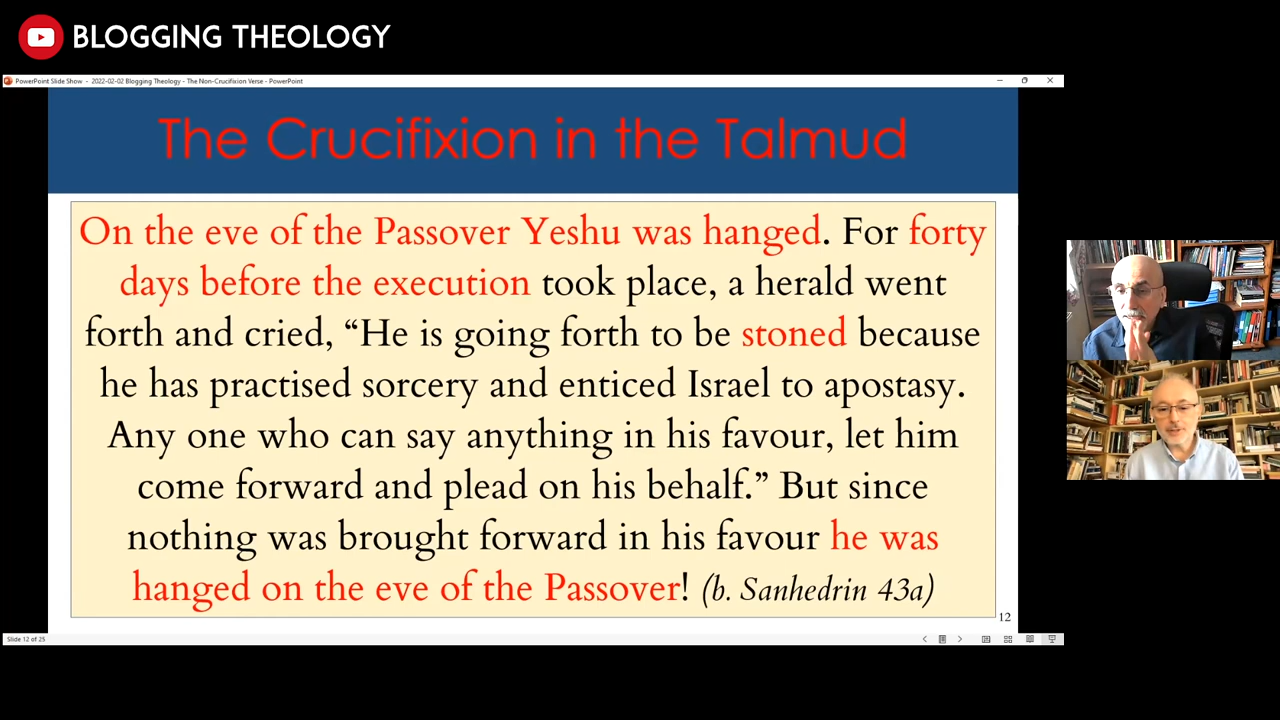 BLOGGING THEOLOGY
PowerPoint Slide Show - 2022-02-02 Blogging Theology - The Non-Crucifixion Verse - PowerPoint
The Crucifixion in the Talmud
On the eve of the Passover Yeshu was hanged. For forty
days before the execution took place, a herald went
forth and cried, “He is going forth to be stoned because
he has practised sorcery and enticed Israel to apostasy.
Any one who can say anything in his favour, let him
come forward and plead on his behalf.” But since
nothing was brought forward in his favour he was
hanged on the eve of the Passover! (b. Sanhedrin 43a)
12
Slide 12 of 25